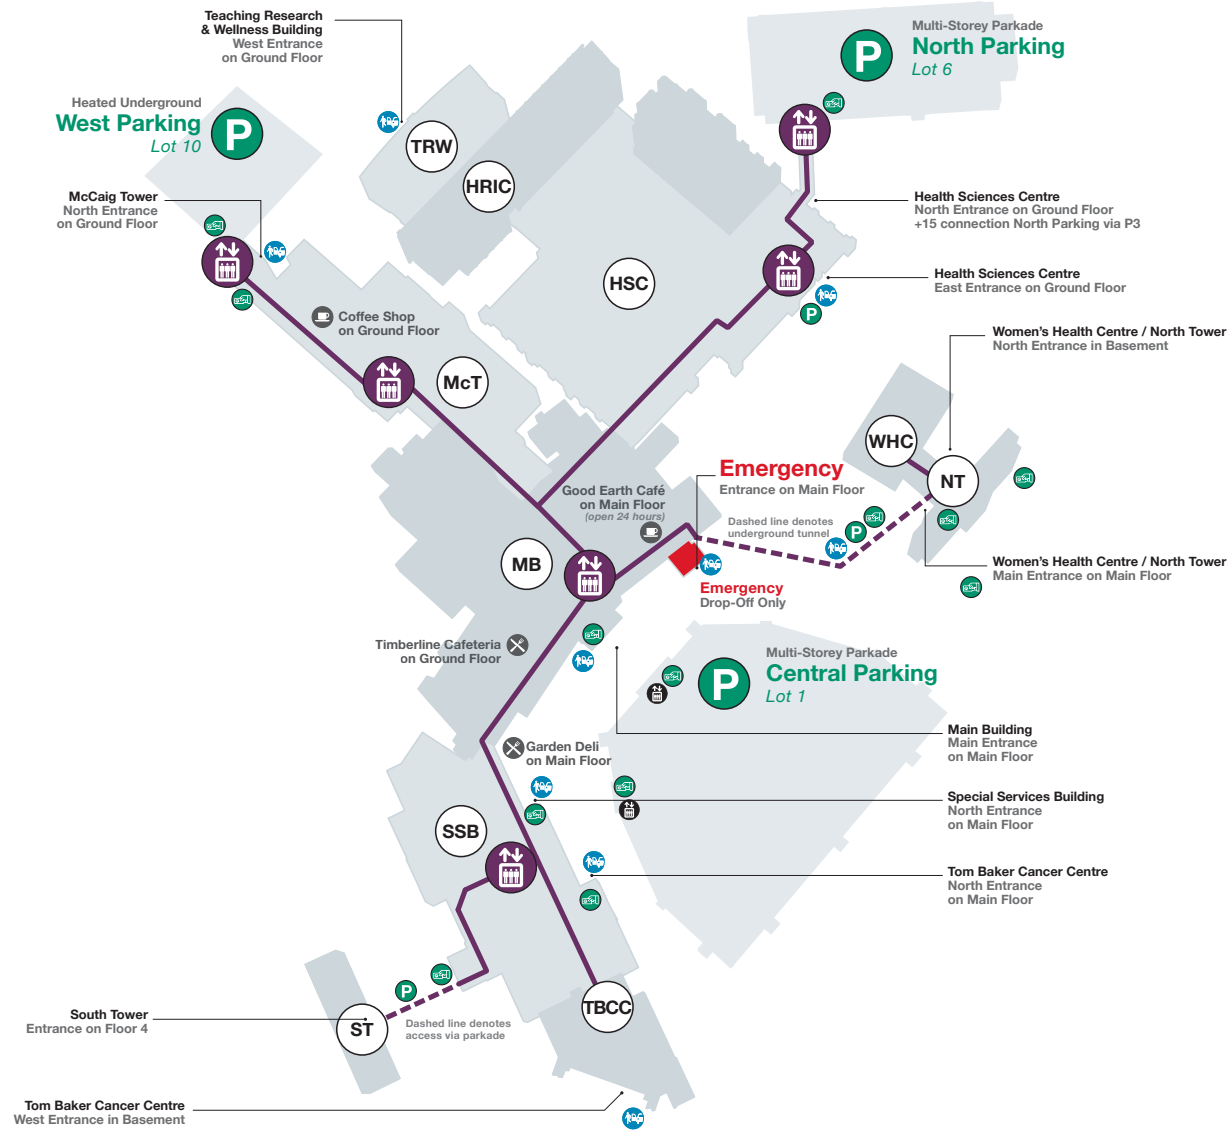 Teaching Research
& Wellness Building
West Entrance
on Ground Floor
Multi-Storey Parkade
North Parking
Lot 6
P
Heated Underground
West Parking
Lot 10
P
TRW
HRIC
McCaig Tower
North Entrance
on Ground Floor
Health Sciences Centre
North Entrance on Ground Floor
+15 connection North Parking via P3
HSC
Health Sciences Centre
East Entrance on Ground Floor
P
Coffee Shop
on Ground Floor
Women's Health Centre / North Tower
North Entrance in Basement
McT
WHC
NT
Emergency
Entrance on Main Floor
Good Earth Café
on Main Floor
(open 24 hours)
Dashed line denotes
underground tunnel
P
MB
Women's Health Centre / North Tower
Main Entrance on Main Floor
Emergency
Drop-Off Only
Timberline Cafeteria
on Ground Floor
Multi-Storey Parkade
Central Parking
Lot 1
P
Main Building
Main Entrance
on Main Floor
Garden Deli
on Main Floor
Special Services Building
North Entrance
on Main Floor
SSB
Tom Baker Cancer Centre
North Entrance
on Main Floor
P
TBCC
South Tower
Entrance on Floor 4
ST
Dashed line denotes
access via parkade
Tom Baker Cancer Centre
West Entrance in Basement